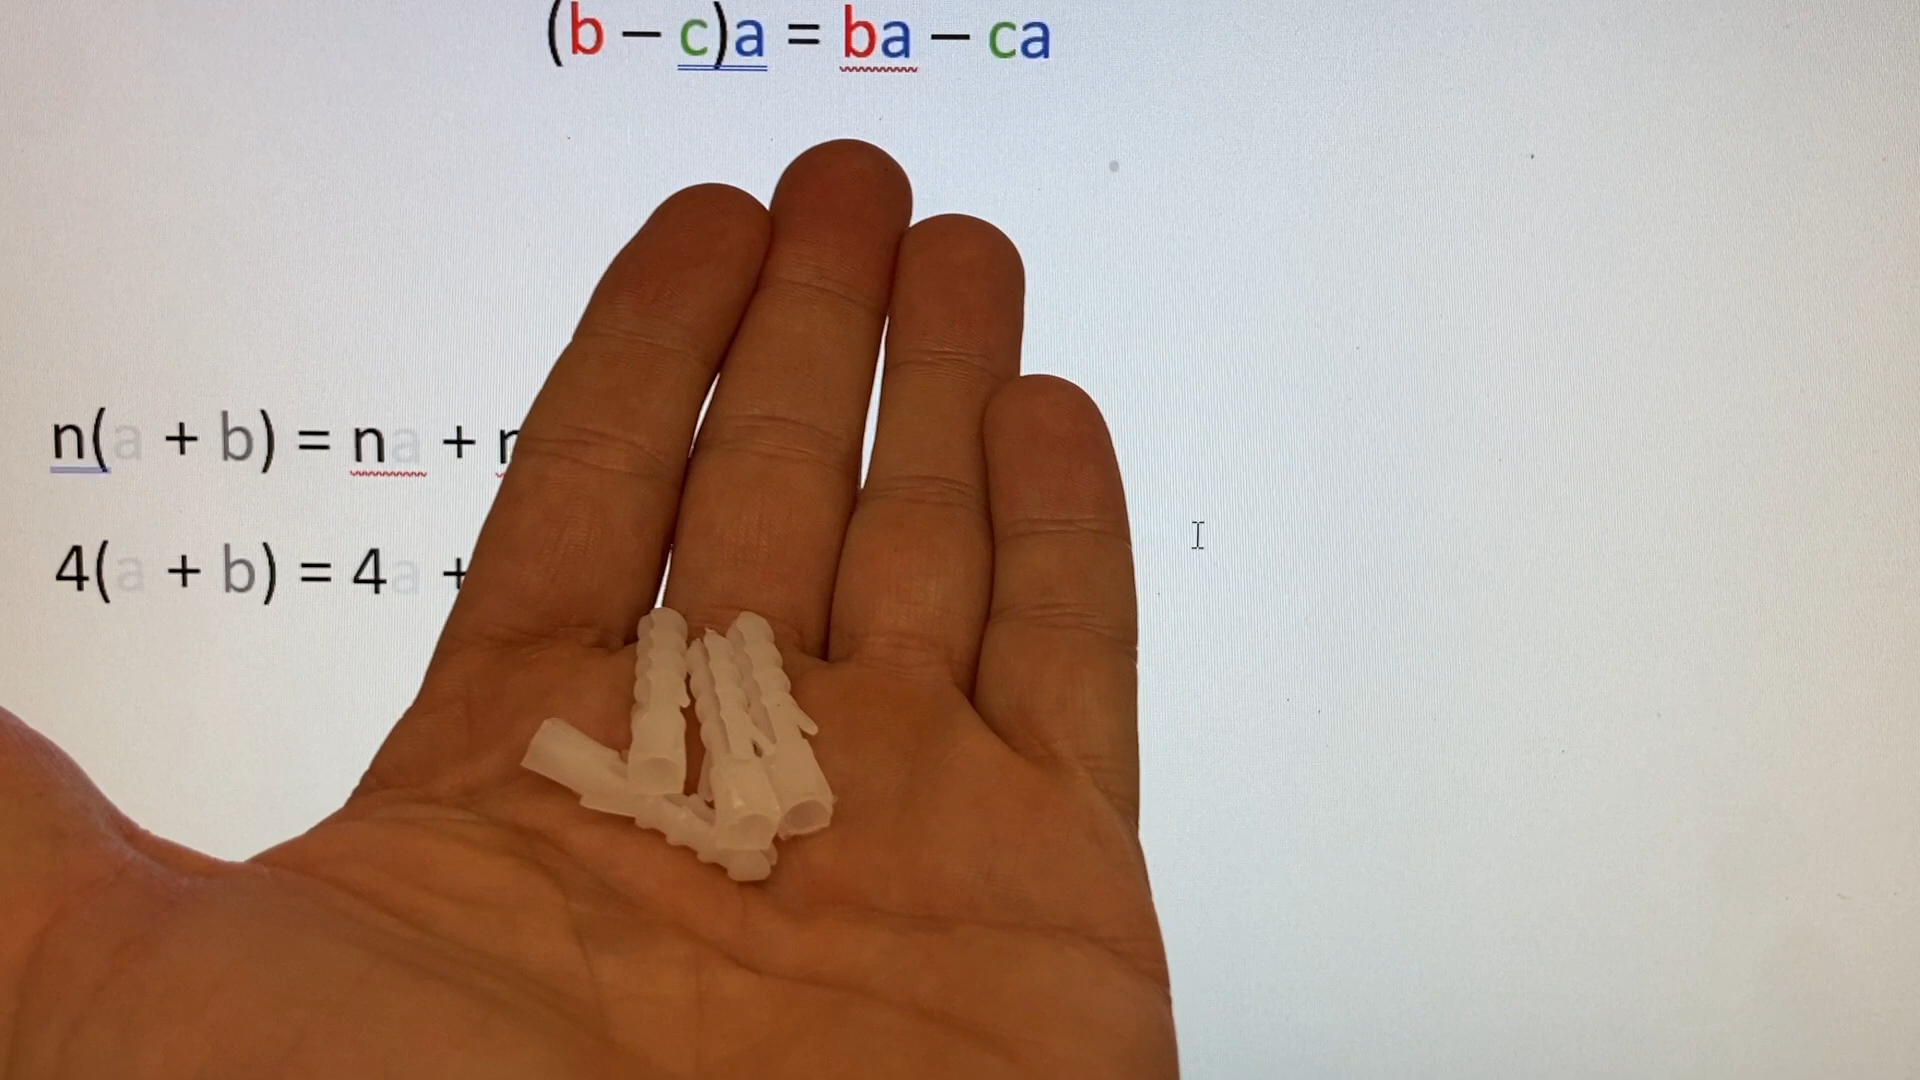 (b – c)a = ba – ca
n(a + b) = na +
4(a + b) = 4a +